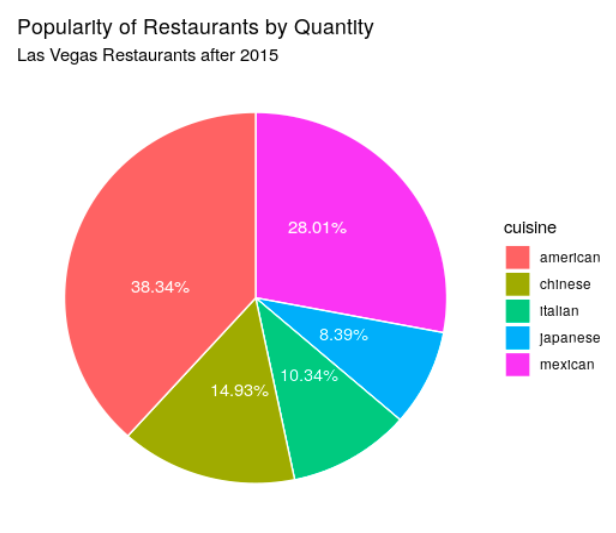 Popularity of Restaurants by Quantity
Las Vegas Restaurants after 2015
28.01%
38.34%
8.39%
10.34%
14.93%
cuisine
american
chinese
italian
japanese
mexican